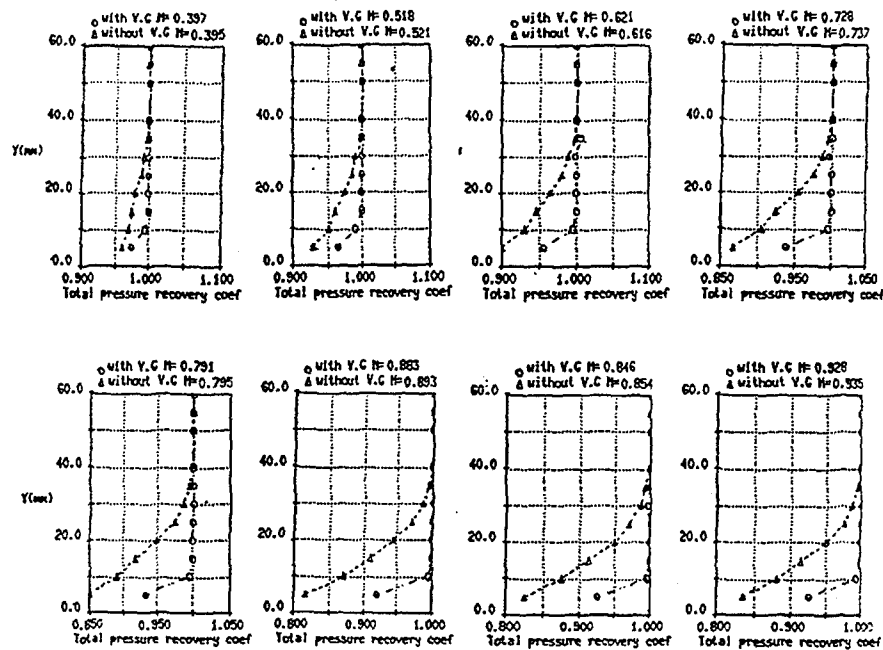 with V.G M=0.397
without V.G M=0.395
with V.G M=0.518
without V.G M=0.521
with V.G M=0.621
without V.G M=0.616
with V.G M=0.728
without V.G M=0.737
60.0
40.0
Y(mm)
20.0
0.0
0.900 1.000 1.100
Total pressure recovery coef
60.0
40.0
20.0
0.0
0.900 1.000 1.100
Total pressure recovery coef
60.0
40.0
20.0
0.0
0.900 1.000 1.100
Total pressure recovery coef
60.0
40.0
20.0
0.0
0.850 0.950 1.050
Total pressure recovery coef
with V.G M=0.791
without V.G M=0.795
with V.G M=0.883
without V.G M=0.893
with V.G M=0.846
without V.G M=0.854
with V.G M=0.928
without V.G M=0.935
60.0
40.0
Y(mm)
20.0
0.0
0.850 0.950 1.050
Total pressure recovery coef
60.0
40.0
20.0
0.0
0.800 0.900 1.000
Total pressure recovery coef
60.0
40.0
20.0
0.0
0.800 0.900 1.000
Total pressure recovery coef
60.0
40.0
20.0
0.0
0.800 0.900 1.000
Total pressure recovery coef